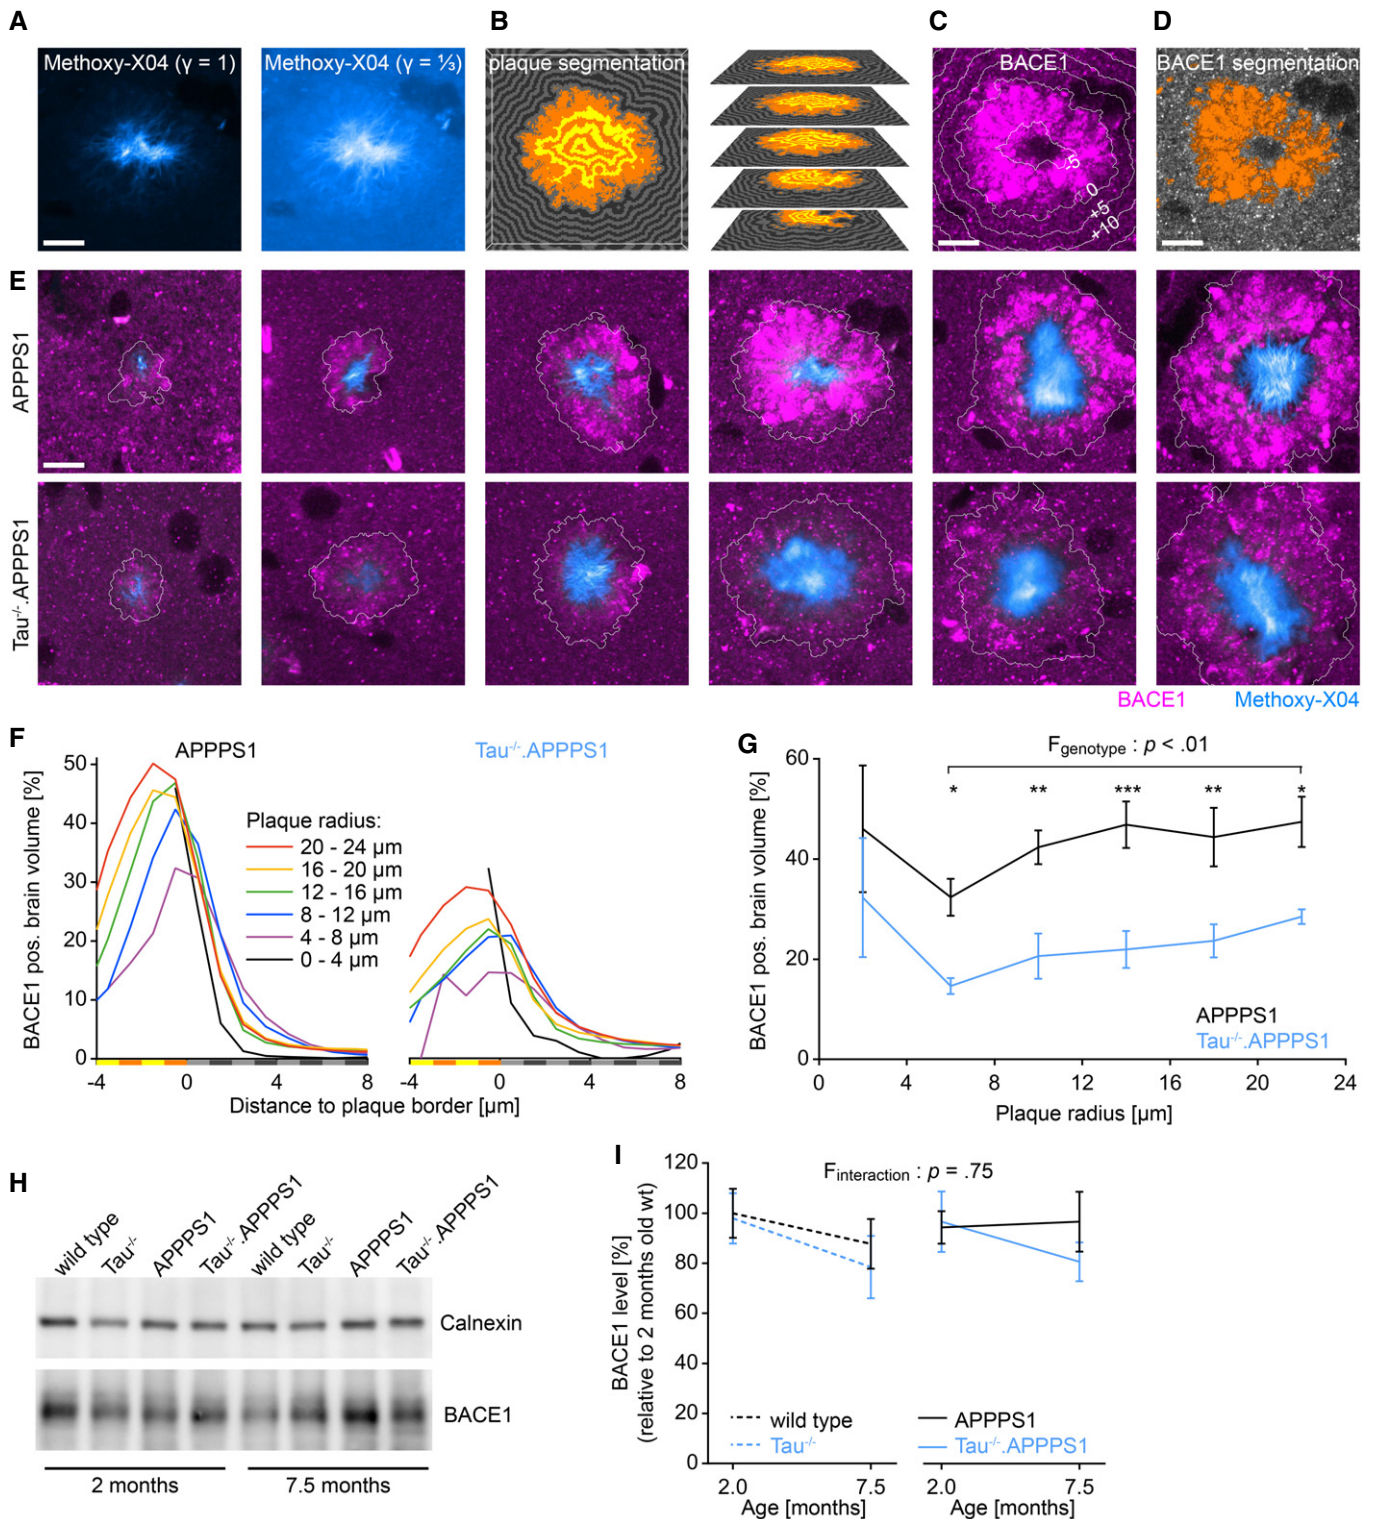 A
B
C
D
Methoxy-X04 (γ = 1)
Methoxy-X04 (γ = ⅓)
plaque segmentation
BACE1
BACE1 segmentation
-5
0
+5
+10
E
APPPS1
Tau-/-.APPPS1
BACE1
Methoxy-X04
F
APPPS1
Tau-/-.APPPS1
BACE1 pos. brain volume [%]
50
40
30
20
10
0
Plaque radius:
20 - 24 µm
16 - 20 µm
12 - 16 µm
8 - 12 µm
4 - 8 µm
0 - 4 µm
-4 0 4 8
-4 0 4 8
Distance to plaque border [µm]
G
Fgenotype : p < .01
* ** *** ** *
BACE1 pos. brain volume [%]
60
40
20
0
APPPS1
Tau-/-.APPPS1
0 4 8 12 16 20 24
Plaque radius [µm]
H
wild type
Tau-/-
APPPS1
Tau-/-.APPPS1
wild type
Tau-/-
APPPS1
Tau-/-.APPPS1
Calnexin
BACE1
2 months
7.5 months
I
Finteraction : p = .75
BACE1 level [%]
(relative to 2 months old wt)
120
100
80
60
40
20
0
wild type
Tau-/-
APPPS1
Tau-/-.APPPS1
2.0 7.5
2.0 7.5
Age [months]
Age [months]